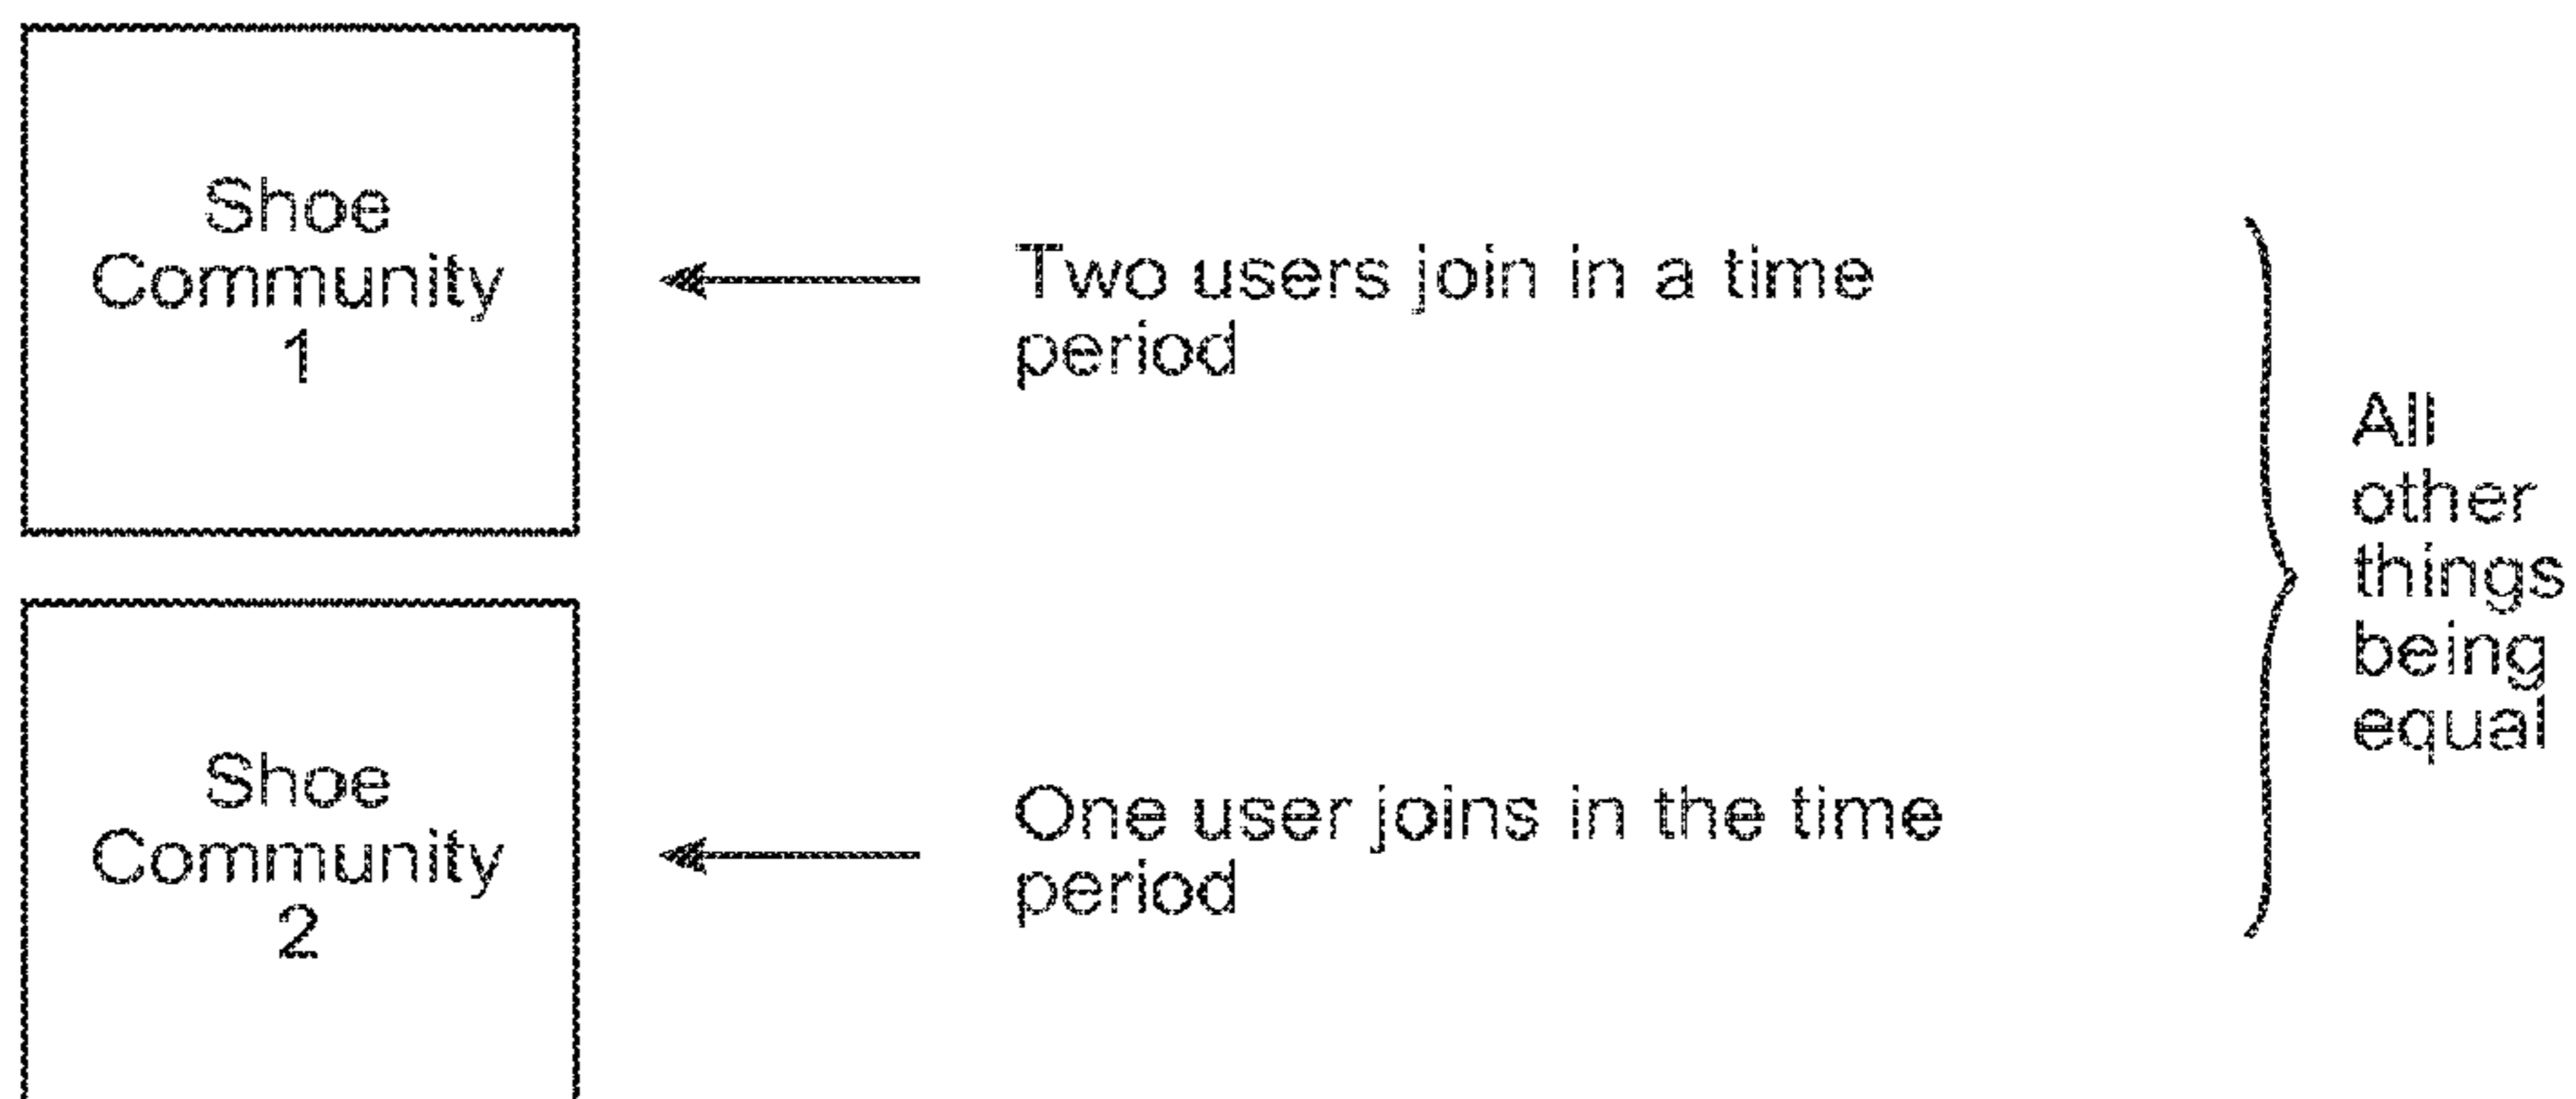 Shoe
Community
1
Two users join in a time
period
Shoe
Community
2
One user joins in the time
period
All
other
things
being
equal